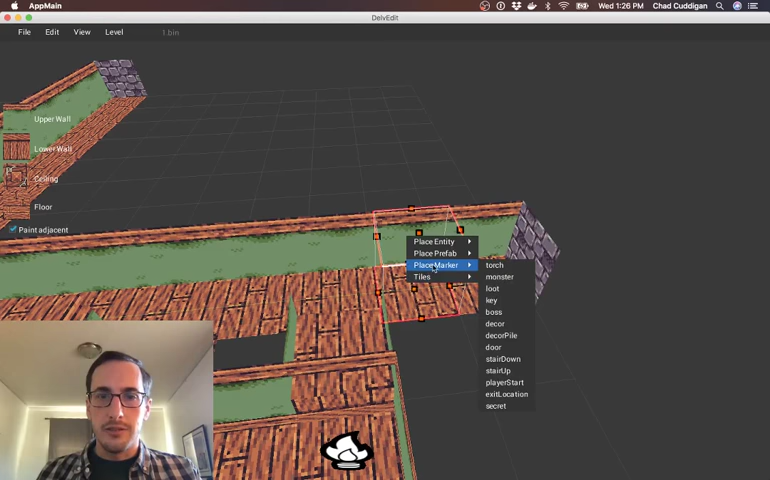 AppMain
Wed 1:26 PM
Chad Cuddigan
DelvEdit
File
Edit
View
Level
1.bin
Upper Wall
Lower Wall
Ceiling
Floor
Paint adjacent
Place Entity
Place Prefab
Place Marker
Tiles
torch
monster
loot
key
boss
decor
decorPile
door
stairDown
stairUp
playerStart
exitLocation
secret